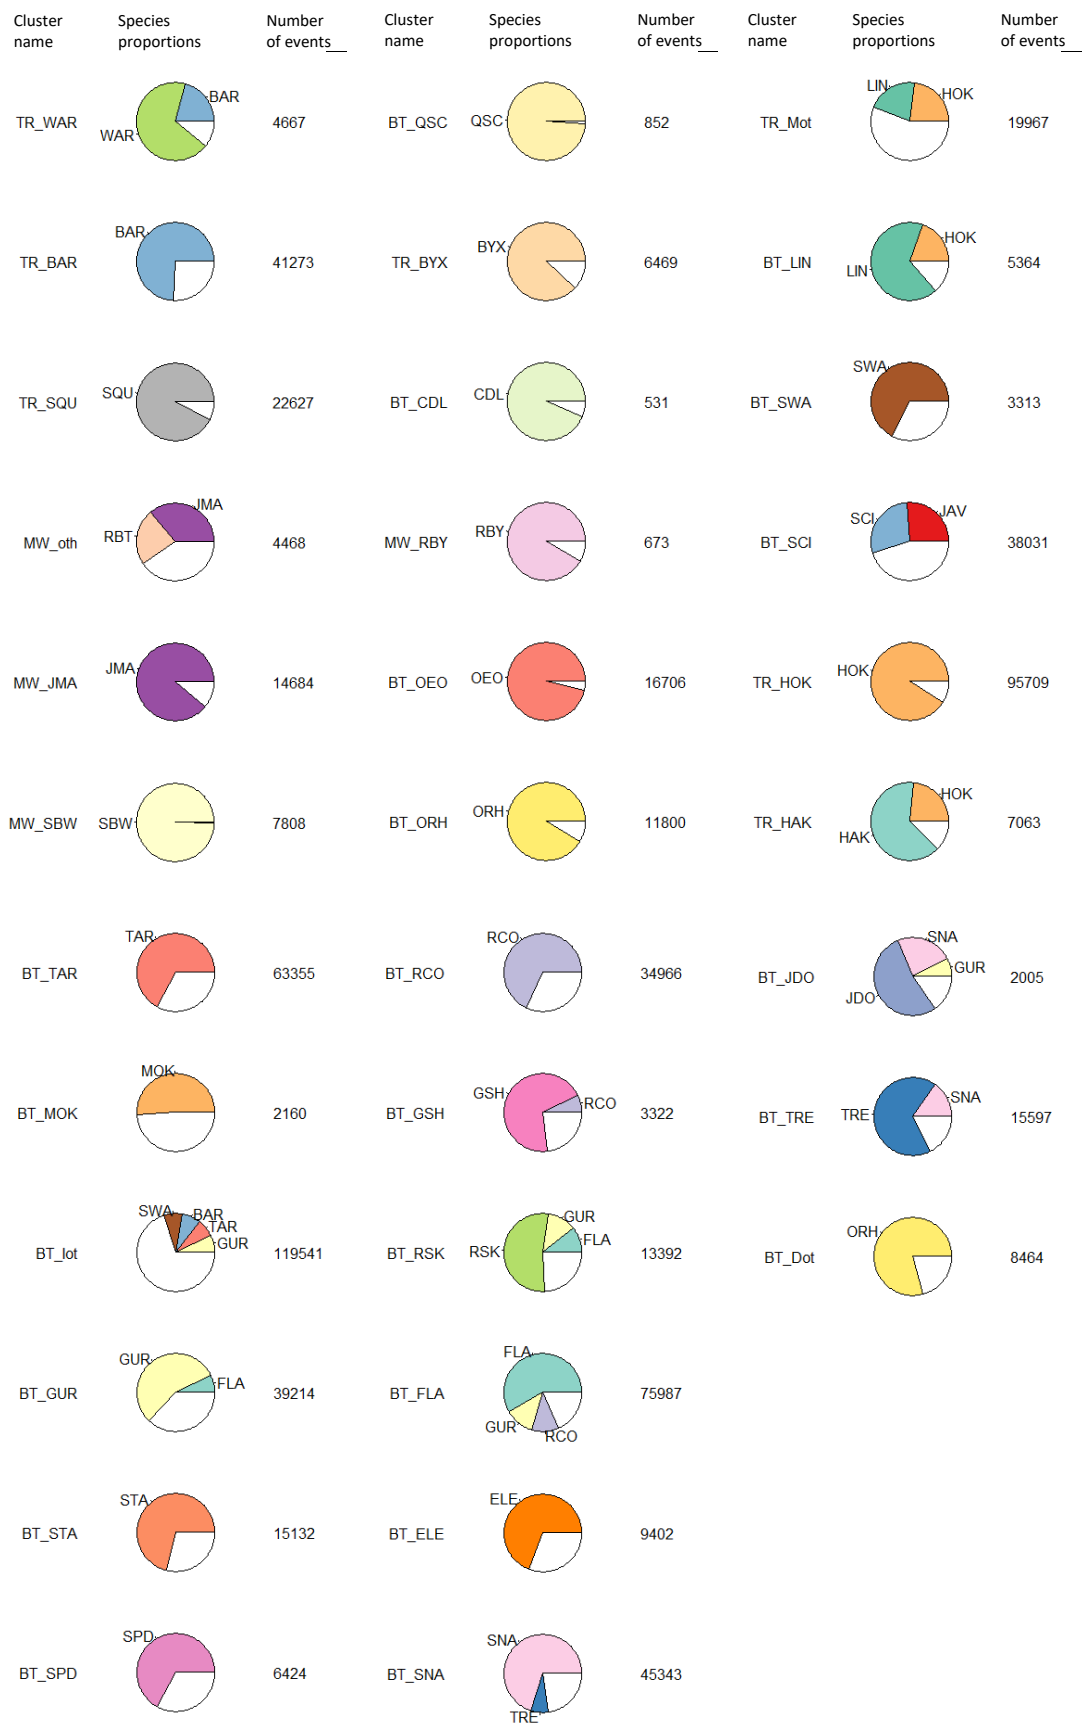 Cluster name Species proportions Number of events Cluster name Species proportions Number of events Cluster name Species proportions Number of events
TR_WAR WAR BAR 4667 BT_QSC QSC 852 TR_Mot LIN HOK 19967
TR_BAR BAR 41273 TR_BYX BYX 6469 BT_LIN LIN HOK 5364
TR_SQU SQU 22627 BT_CDL CDL 531 BT_SWA SWA 3313
MW_oth RBT JMA 4468 MW_RBY RBY 673 BT_SCI SCI JAV 38031
MW_JMA JMA 14684 BT_OEO OEO 16706 TR_HOK HOK 95709
MW_SBW SBW 7808 BT_ORH ORH 11800 TR_HAK HAK HOK 7063
BT_TAR TAR 63355 BT_RCO RCO 34966 BT_JDO JDO SNA GUR 2005
BT_MOK MOK 2160 BT_GSH GSH RCO 3322 BT_TRE TRE SNA 15597
BT_lot SWA BAR TAR GUR 119541 BT_RSK RSK GUR FLA 13392 BT_Dot ORH 8464
BT_GUR GUR FLA 39214 BT_FLA FLA GUR RCO 75987
BT_STA STA 15132 BT_ELE ELE 9402
BT_SPD SPD 6424 BT_SNA SNA TRE 45343